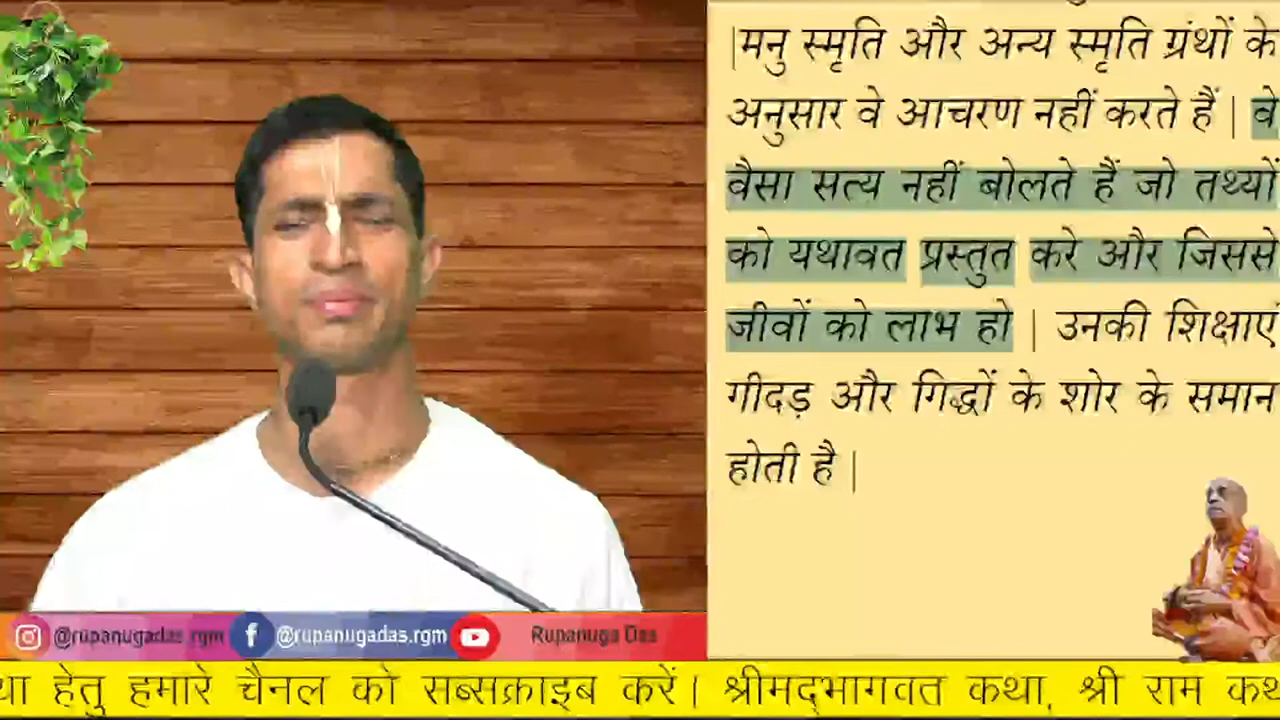 |मनु स्मृति और अन्य स्मृति ग्रंथों के
अनुसार वे आचरण नहीं करते हैं | वे
वैसा सत्य नहीं बोलते हैं जो तथ्यों
को यथावत प्रस्तुत करे और जिससे
जीवों को लाभ हो | उनकी शिक्षाएं
गीदड़ और गिद्धों के शोर के समान
होती है |
@rupanugadas.rgm @rupanugadas.rgm Rupanuga Das
हेतु हमारे चैनल को सब्सक्राइब करें| श्रीमद्भागवत कथा, श्री राम